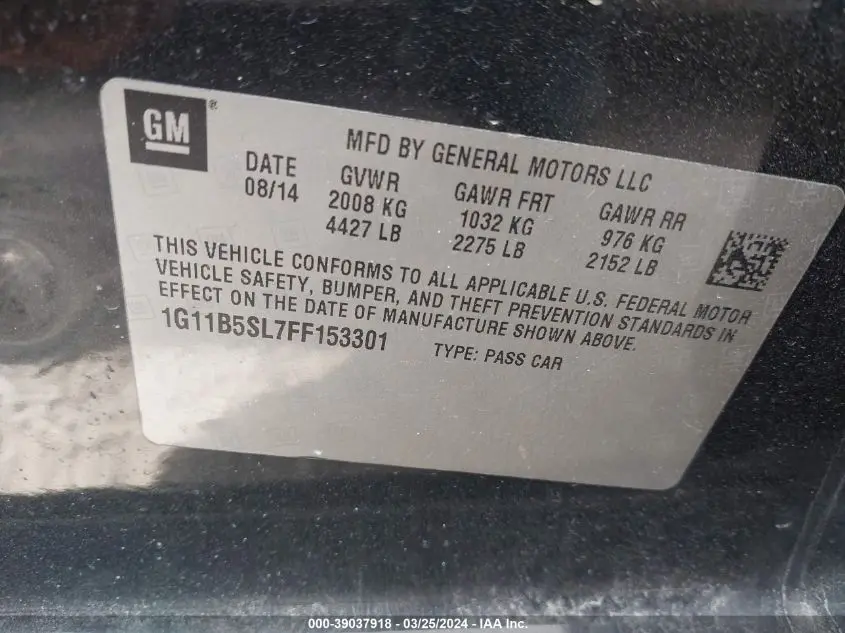 GM®
MFD BY GENERAL MOTORS LLC
DATE GVWR GAWR FRT GAWR RR
08/14 2008 KG 1032 KG 976 KG
4427 LB 2275 LB 2152 LB
THIS VEHICLE CONFORMS TO ALL APPLICABLE U.S. FEDERAL MOTOR
VEHICLE SAFETY, BUMPER, AND THEFT PREVENTION STANDARDS IN
EFFECT ON THE DATE OF MANUFACTURE SHOWN ABOVE.
1G11B5SL7FF153301 TYPE: PASS CAR
000-39037918 - 03/25/2024 - IAA Inc.